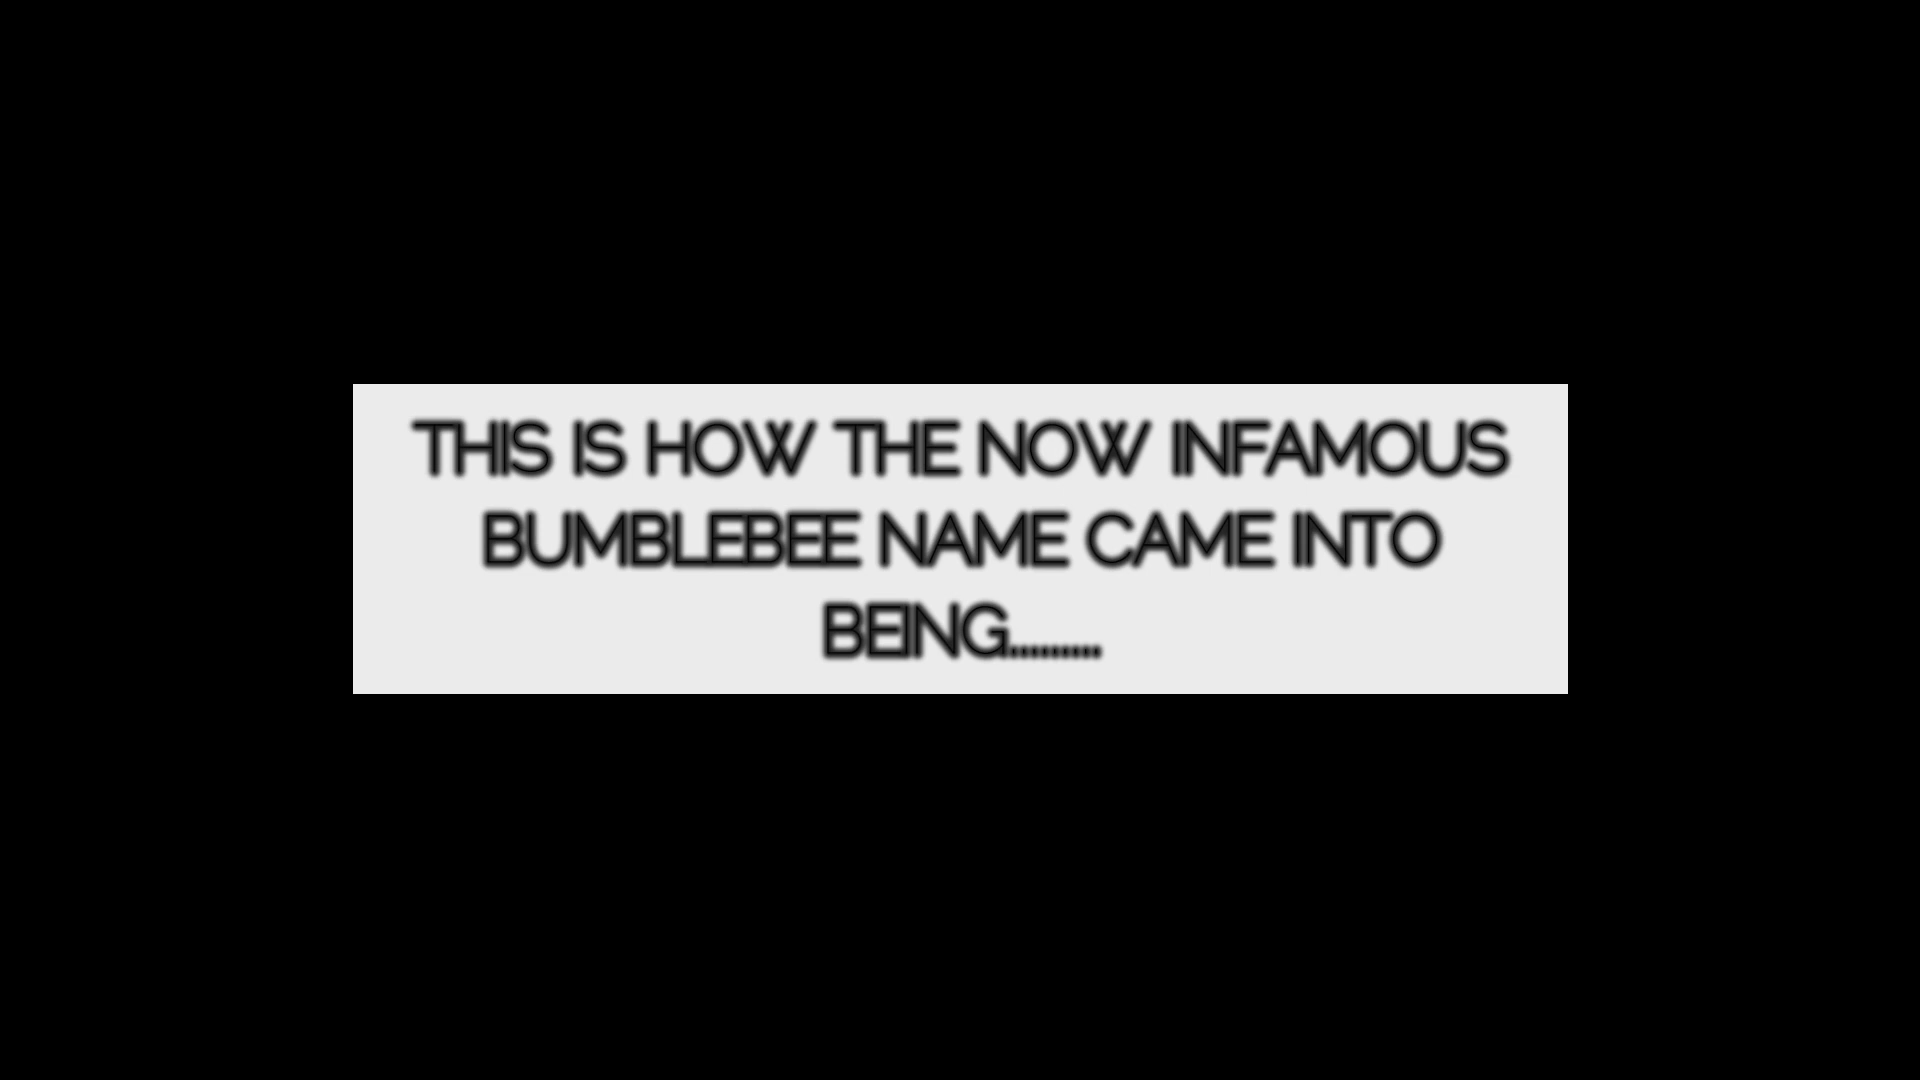 THIS IS HOW THE NOW INFAMOUS
BUMBLEBEE NAME CAME INTO
BEING.........